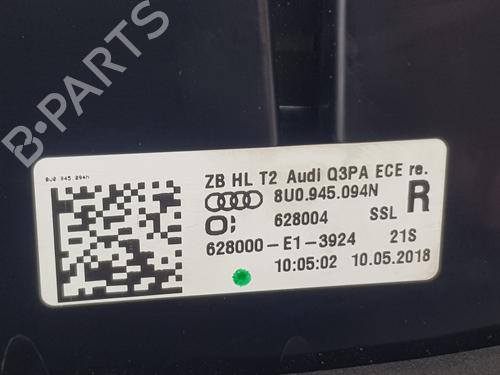 B-PARTS
8U0.945.094N
ZB HL T2 Audi Q3PA ECE re.
8U0.945.094N R
628004 SSL
628000-E1-3924 21S
10:05:02 10.05.2018